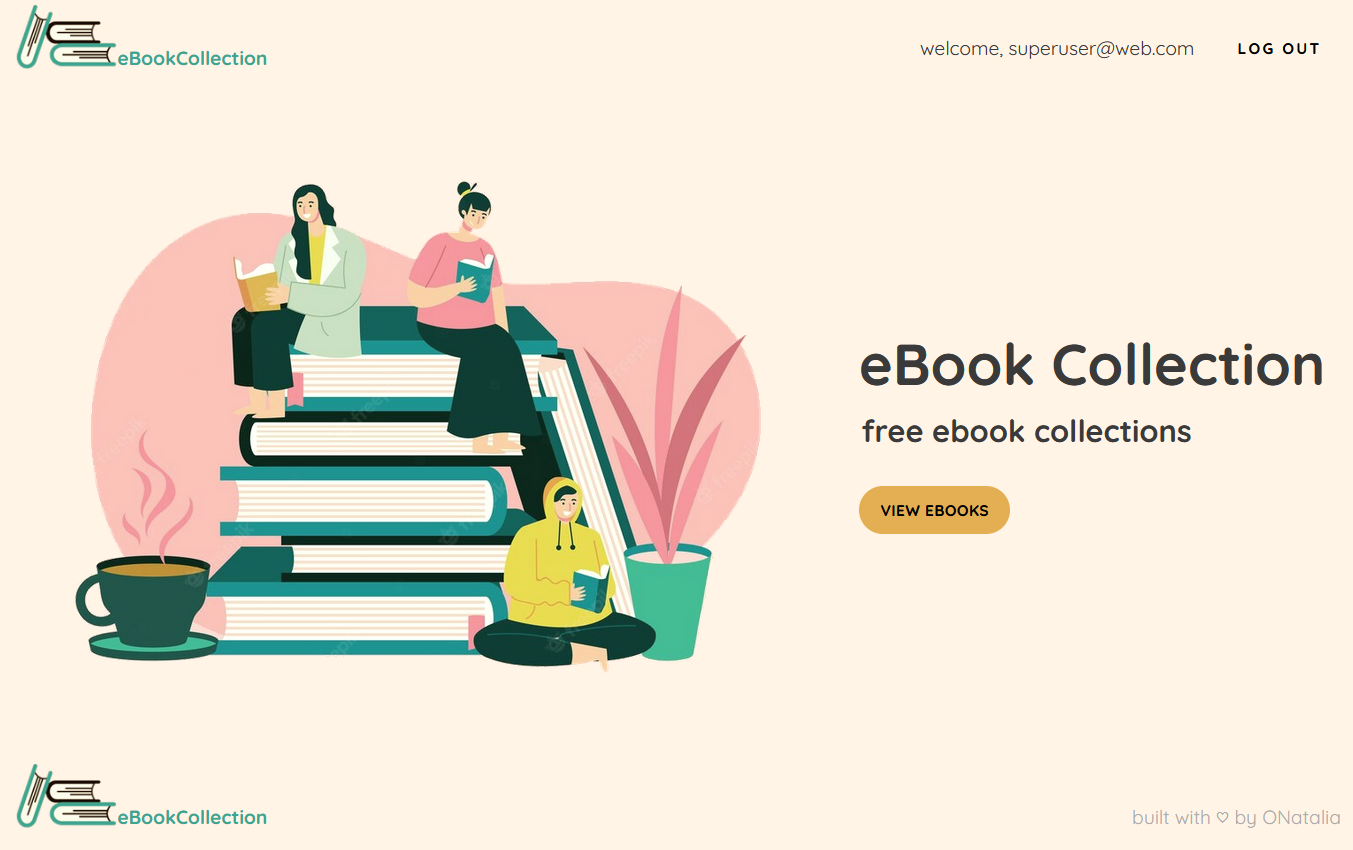 eBookCollection
welcome, superuser@web.com
LOG OUT
eBook Collection
free ebook collections
VIEW EBOOKS
eBookCollection
built with ♡ by ONatalia